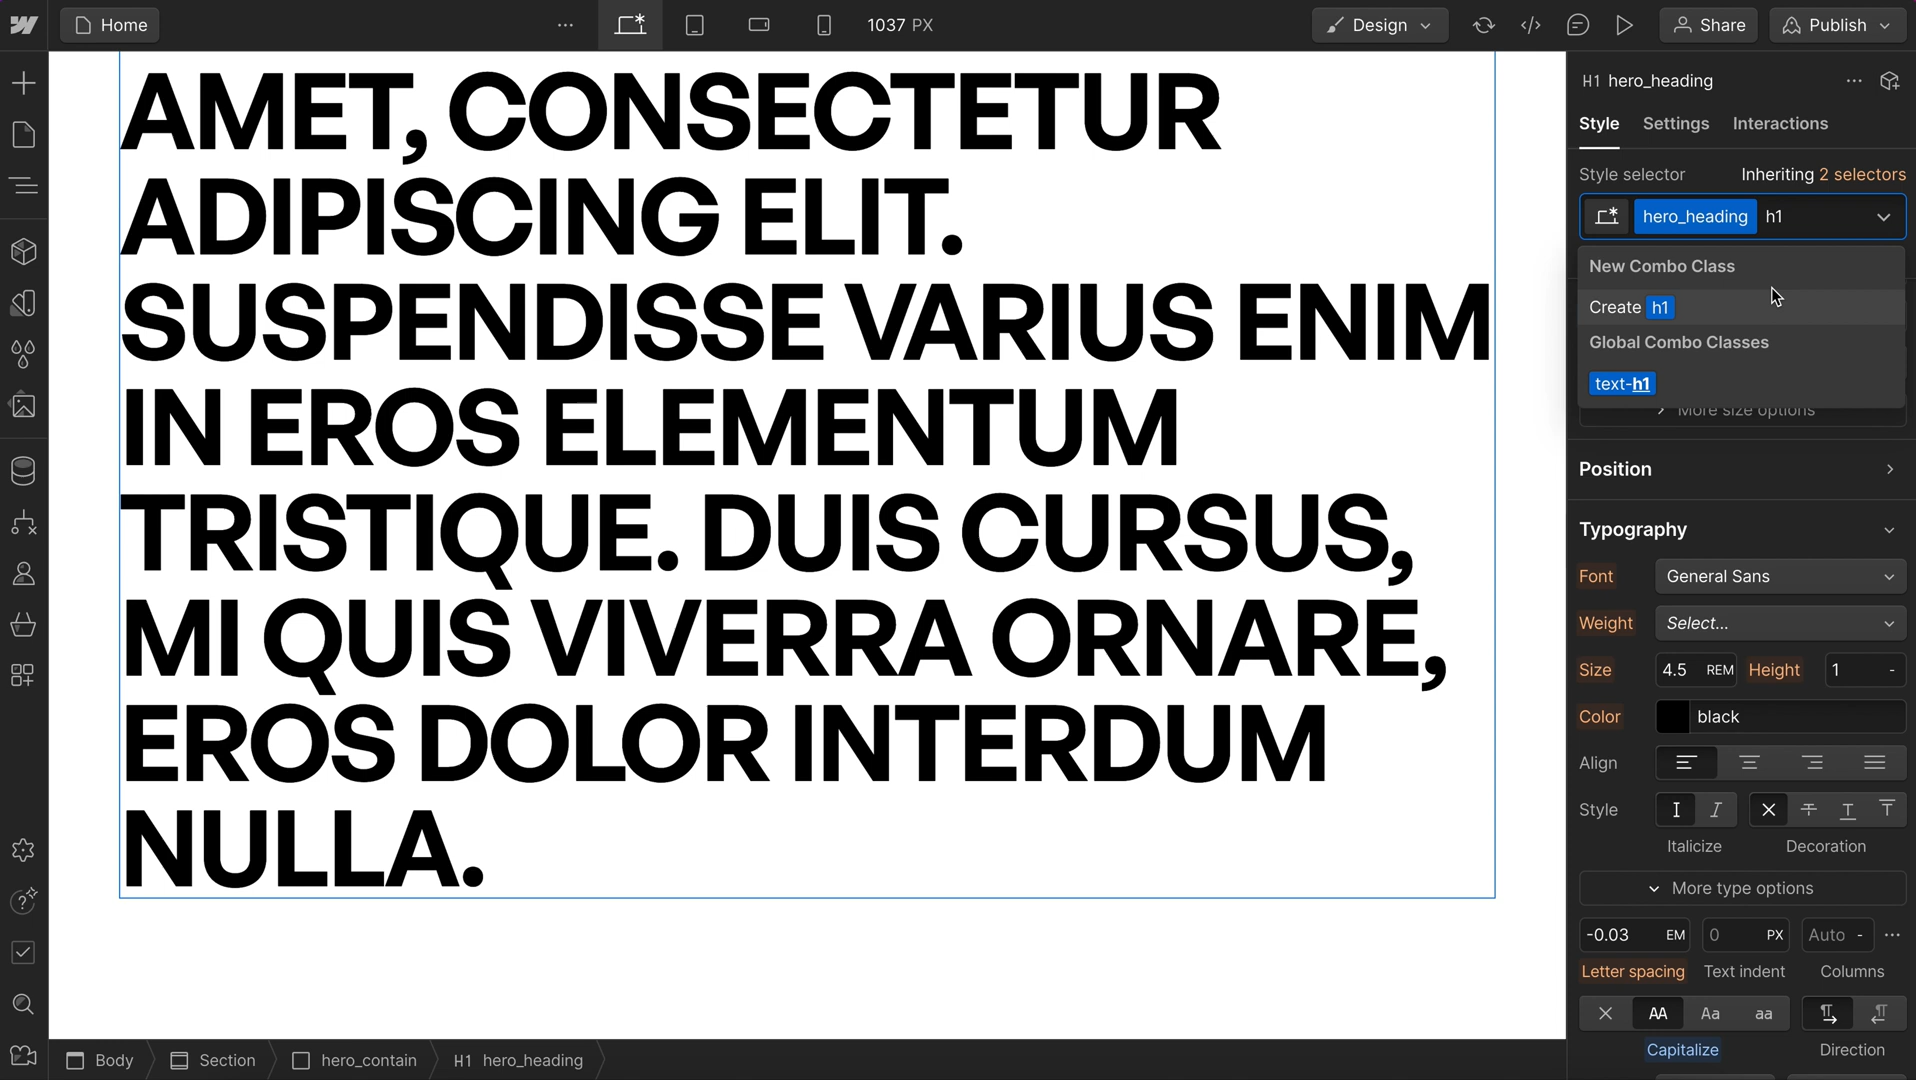 Home
1037 PX
Design
Share
Publish
AMET, CONSECTETUR
ADIPISCING ELIT.
SUSPENDISSE VARIUS ENIM
IN EROS ELEMENTUM
TRISTIQUE. DUIS CURSUS,
MI QUIS VIVERRA ORNARE,
EROS DOLOR INTERDUM
NULLA.
H1 hero_heading
Style Settings Interactions
Style selector Inheriting 2 selectors
hero_heading h1
New Combo Class
Create h1
Global Combo Classes
text-h1
More size options
Position
Typography
Font General Sans
Weight Select...
Size 4.5 REM Height 1 -
Color black
Align
Style
Italicize Decoration
More type options
-0.03 EM 0 PX Auto -
Letter spacing Text indent Columns
AA Aa aa
Capitalize Direction
Body Section hero_contain H1 hero_heading